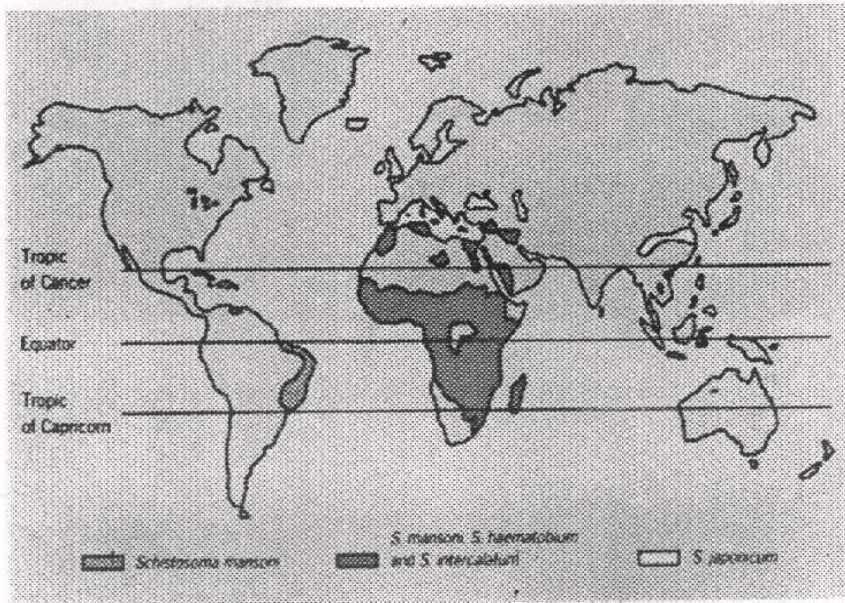 Tropic
of Cancer
Equator
Tropic
of Capricorn
Schistosoma mansoni
S. mansoni, S. haematobium
and S. intercalatum
S. japonicum